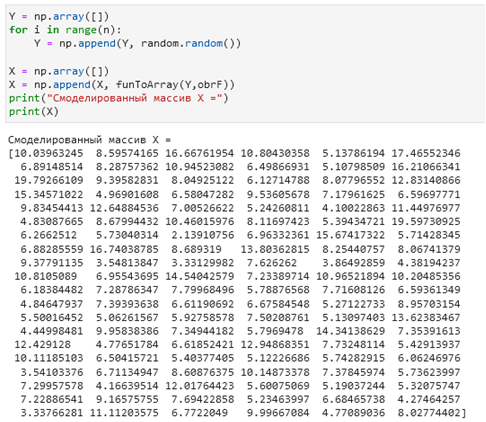 Y = np.array([])
for i in range(n):
    Y = np.append(Y, random.random())
X = np.array([])
X = np.append(X, funToArray(Y,obrF))
print("Смоделированный массив X =")
print(X)
Смоделированный массив X =
[10.03963245  8.59574165 16.66761954 10.80430358  5.13786194 17.46552346
  6.89148514  8.28757362 10.94523082  6.49866931  5.10798509 16.21066341
 19.79266109  9.39582831  8.04925122  6.12714788  8.07796552 12.83140866
 15.34571022  4.96901608  6.58047282  9.53605678  7.17961625  6.59697771
  9.83454413 12.64884536  7.00526622  5.24260811  4.10022863 11.44976977
  4.83087665  8.67994432 10.46015976  8.11697423  5.39434721 19.59730925
  6.2662512   5.73040314  2.13910756  6.96332361 15.67417322  5.71428345
  6.88285559 16.74038785  8.689319   13.80362815  8.25440757  8.06741379
  9.37791135  3.54813847  3.33129982  7.626262    3.86492859  4.38194237
 10.8105089   6.95543695 14.54042579  7.23389714 10.96521894 10.20485356
  6.18384482  7.28786347  7.79968496  5.78876568  7.71608126  6.59361349
  4.84647937  7.39393638  6.61190692  6.67584548  5.27122733  8.95703154
  5.50016452  5.06261567  5.92758578  7.50208761  5.13097403 13.62383467
  4.44998481  9.95838386  7.34944182  5.7969478  14.34138629  7.35391613
 12.429128    4.77651784  6.61852421 12.94868351  7.73248114  5.42913937
 10.11185103  6.50415721  5.40377405  5.12226686  5.74282915  6.06246976
  3.54103376  6.71134947  8.60876375 10.14873378  7.37845974  5.73623997
  7.29957578  4.16639514 12.01764423  5.60075069  5.19037244  5.32075747
  7.22886541  9.16575755  7.69422858  5.23463997  6.68465738  4.27464257
  3.33766281 11.11203575  6.7722049   9.99667084  4.77089036  8.02774402]